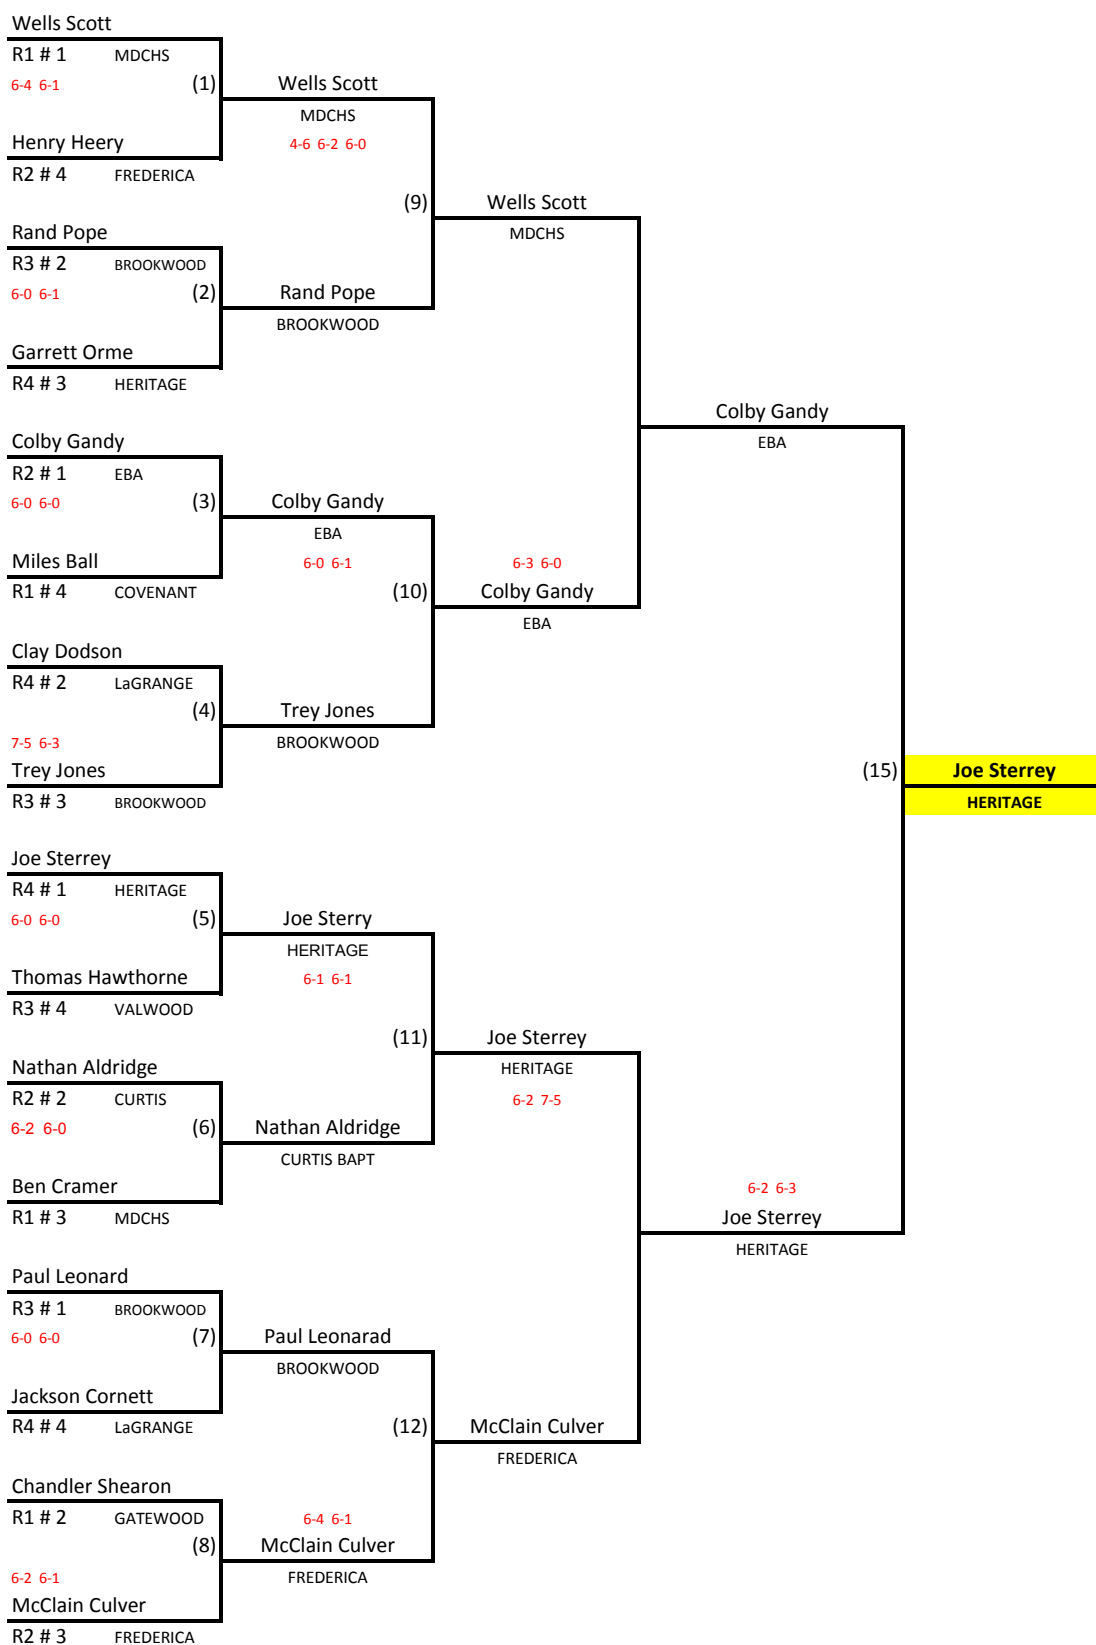 Wells Scott
R1 # 1 MDCHS
6-4 6-1 (1) Wells Scott
MDCHS
Henry Heery 4-6 6-2 6-0
R2 # 4 FREDERICA
(9) Wells Scott
Rand Pope MDCHS
R3 # 2 BROOKWOOD
6-0 6-1 (2) Rand Pope
BROOKWOOD
Garrett Orme
R4 # 3 HERITAGE
Colby Gandy
Colby Gandy EBA
R2 # 1 EBA
6-0 6-0 (3) Colby Gandy
EBA
Miles Ball 6-0 6-1 6-3 6-0
R1 # 4 COVENANT (10) Colby Gandy
EBA
Clay Dodson
R4 # 2 LaGRANGE
(4) Trey Jones
7-5 6-3 BROOKWOOD
Trey Jones (15) Joe Sterrey
R3 # 3 BROOKWOOD HERITAGE
Joe Sterrey
R4 # 1 HERITAGE
6-0 6-0 (5) Joe Sterry
HERITAGE
Thomas Hawthorne 6-1 6-1
R3 # 4 VALWOOD
(11) Joe Sterrey
Nathan Aldridge HERITAGE
R2 # 2 CURTIS 6-2 7-5
6-2 6-0 (6) Nathan Aldridge
CURTIS BAPT
Ben Cramer 6-2 6-3
R1 # 3 MDCHS Joe Sterrey
HERITAGE
Paul Leonard
R3 # 1 BROOKWOOD
6-0 6-0 (7) Paul Leonarad
BROOKWOOD
Jackson Cornett
R4 # 4 LaGRANGE (12) McClain Culver
FREDERICA
Chandler Shearon
R1 # 2 GATEWOOD 6-4 6-1
(8) McClain Culver
6-2 6-1 FREDERICA
McClain Culver
R2 # 3 FREDERICA